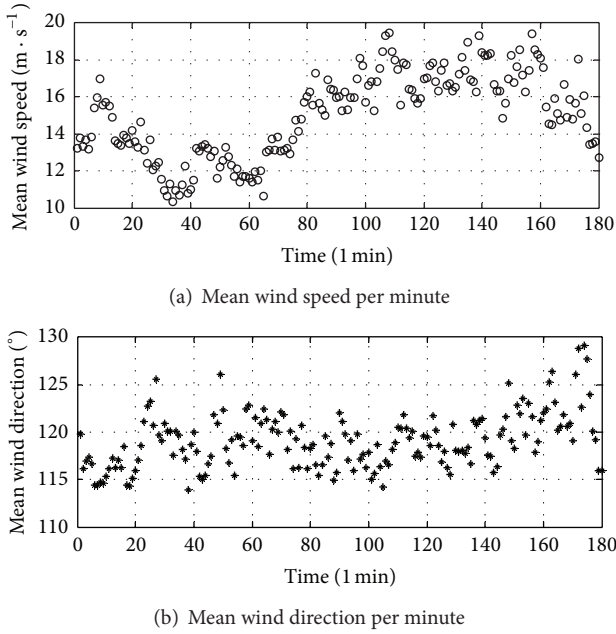 20
18
16
14
12
10
Mean wind speed (m · s⁻¹)
0 20 40 60 80 100 120 140 160 180
Time (1 min)
(a) Mean wind speed per minute
130
125
120
115
110
Mean wind direction (°)
0 20 40 60 80 100 120 140 160 180
Time (1 min)
(b) Mean wind direction per minute